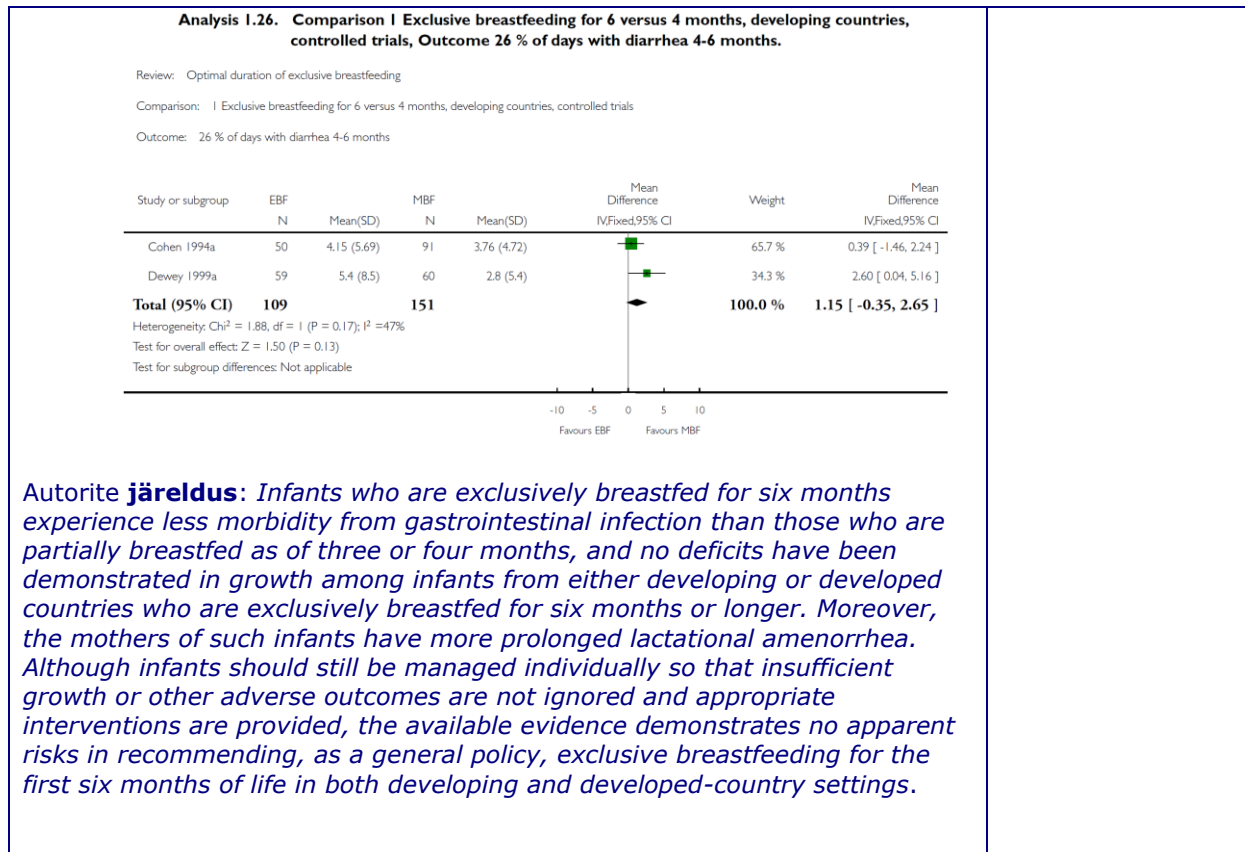 Analysis 1.26. Comparison 1 Exclusive breastfeeding for 6 versus 4 months, developing countries,
controlled trials, Outcome 26 % of days with diarrhea 4-6 months.
Review: Optimal duration of exclusive breastfeeding
Comparison: 1 Exclusive breastfeeding for 6 versus 4 months, developing countries, controlled trials
Outcome: 26 % of days with diarrhea 4-6 months
Study or subgroup EBF MBF Mean Difference Weight Mean Difference
N Mean(SD) N Mean(SD) IV,Fixed,95% CI IV,Fixed,95% CI
Cohen 1994a 50 4.15 (5.69) 91 3.76 (4.72) 65.7 % 0.39 [ -1.46, 2.24 ]
Dewey 1999a 59 5.4 (8.5) 60 2.8 (5.4) 34.3 % 2.60 [ 0.04, 5.16 ]
Total (95% CI) 109 151 100.0 % 1.15 [ -0.35, 2.65 ]
Heterogeneity: Chi² = 1.88, df = 1 (P = 0.17); I² =47%
Test for overall effect: Z = 1.50 (P = 0.13)
Test for subgroup differences: Not applicable
-10 -5 0 5 10
Favours EBF Favours MBF
Autorite järeldus: Infants who are exclusively breastfed for six months
experience less morbidity from gastrointestinal infection than those who are
partially breastfed as of three or four months, and no deficits have been
demonstrated in growth among infants from either developing or developed
countries who are exclusively breastfed for six months or longer. Moreover,
the mothers of such infants have more prolonged lactational amenorrhea.
Although infants should still be managed individually so that insufficient
growth or other adverse outcomes are not ignored and appropriate
interventions are provided, the available evidence demonstrates no apparent
risks in recommending, as a general policy, exclusive breastfeeding for the
first six months of life in both developing and developed-country settings.